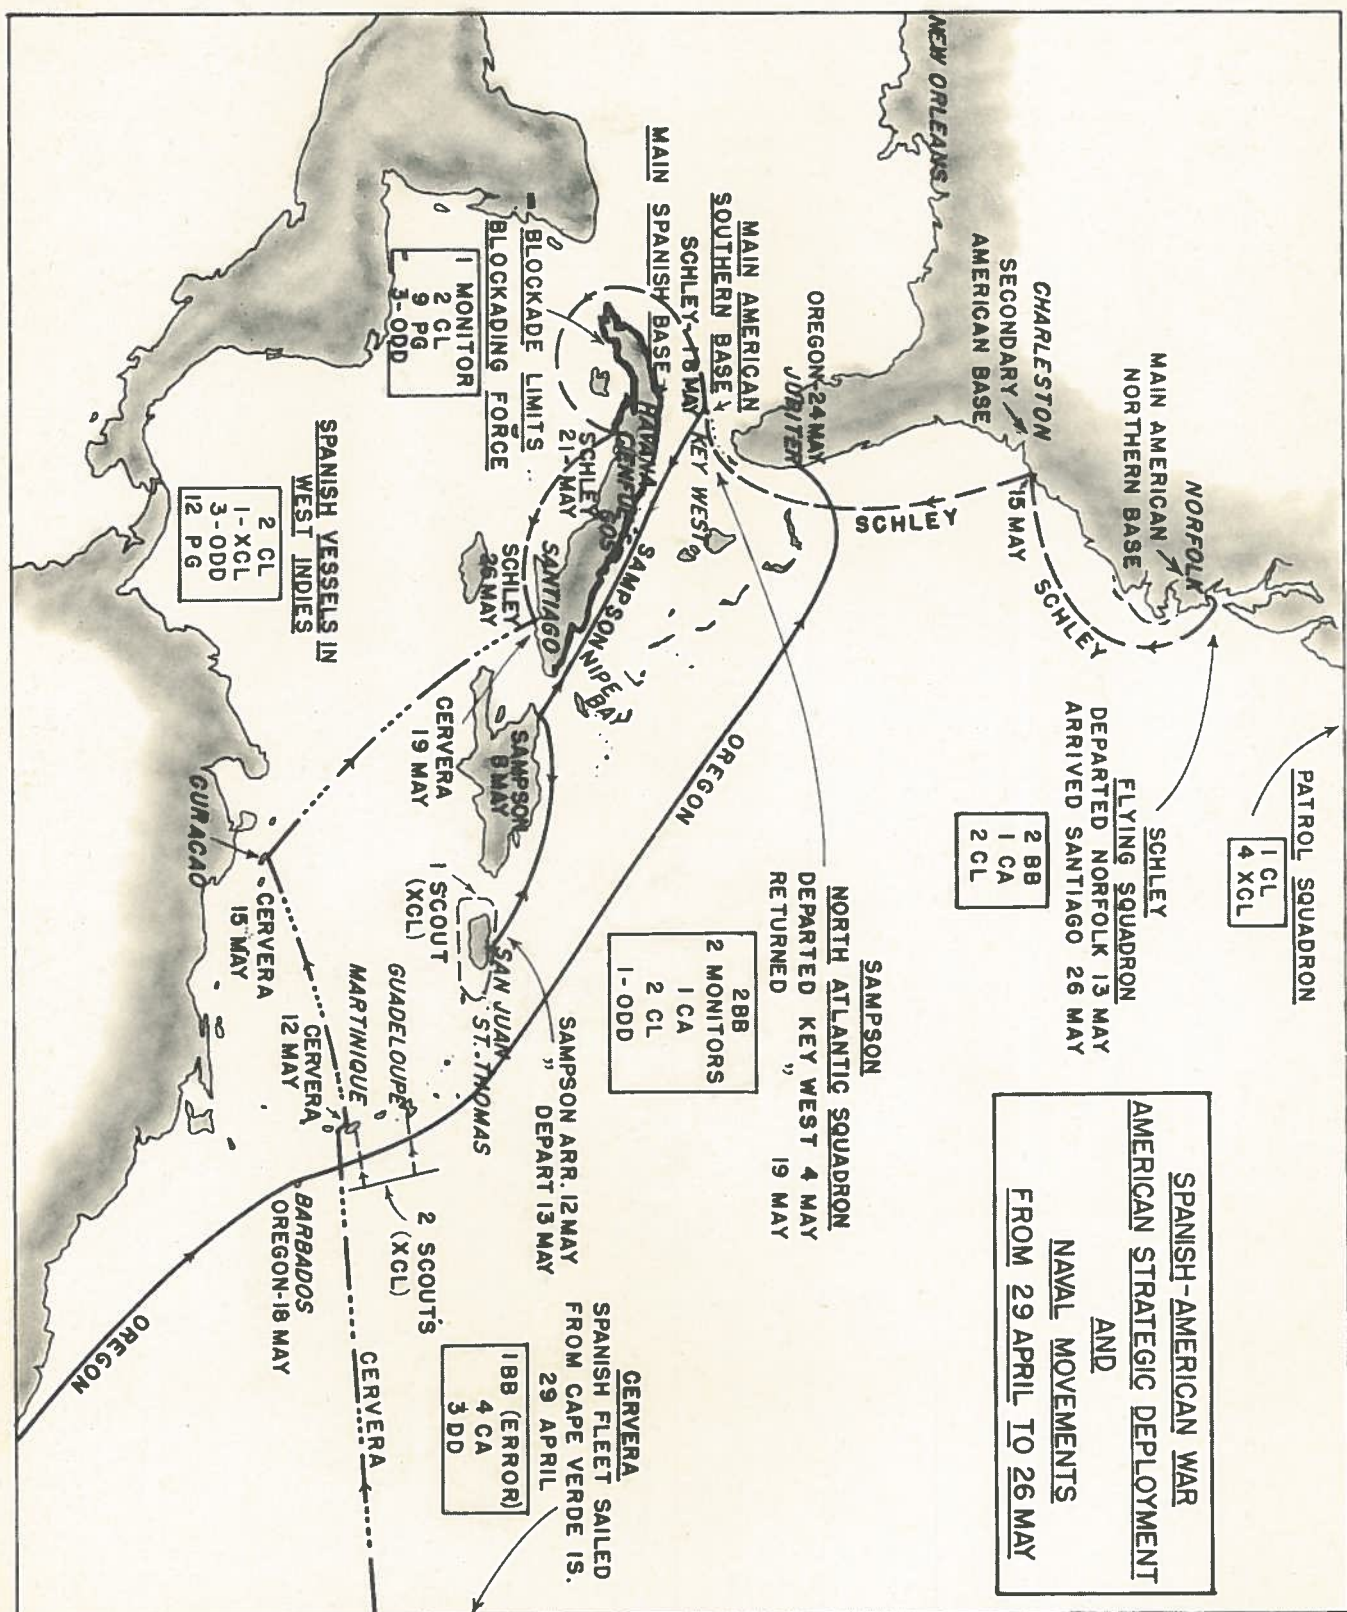 SPANISH-AMERICAN WAR
AMERICAN STRATEGIC DEPLOYMENT
AND
NAVAL MOVEMENTS
FROM 29 APRIL TO 26 MAY
PATROL SQUADRON
1 CL
4 XCL
SCHLEY
FLYING SQUADRON
DEPARTED NORFOLK 13 MAY
ARRIVED SANTIAGO 26 MAY
2 BB
1 CA
2 CL
NORFOLK
MAIN AMERICAN
NORTHERN BASE
SCHLEY
15 MAY
CHARLESTON
SECONDARY
AMERICAN BASE
SCHLEY
NEW ORLEANS
JUPITER
OREGON-24 MAY
MAIN AMERICAN
SOUTHERN BASE
SCHLEY-18 MAY
KEY WEST
MAIN SPANISH BASE
HAVANA
CIENFUEGOS
SCHLEY
21-MAY
BLOCKADE LIMITS
BLOCKADING FORCE
1 MONITOR
2 CL
9 PG
3-ODD
SAMPSON
NIPE BAY
SANTIAGO
SCHLEY
26 MAY
CERVERA
19 MAY
SAMPSON
8 MAY
OREGON
SAMPSON
NORTH ATLANTIC SQUADRON
DEPARTED KEY WEST 4 MAY
RETURNED " 19 MAY
2BB
2 MONITORS
1 CA
2 CL
1-ODD
SAMPSON ARR. 12 MAY
" DEPART 13 MAY
SAN JUAN
ST. THOMAS
1 SCOUT
(XCL)
GUADELOUPE
MARTINIQUE
CERVERA
12 MAY
2 SCOUT'S
(XCL)
CERVERA
SPANISH FLEET SAILED
FROM CAPE VERDE IS.
29 APRIL
1BB (ERROR)
4 CA
3 DD
CERVERA
BARBADOS
OREGON-18 MAY
OREGON
CURACAO
CERVERA
15 MAY
SPANISH VESSELS IN
WEST INDIES
2 CL
1-XCL
3-ODD
12 PG